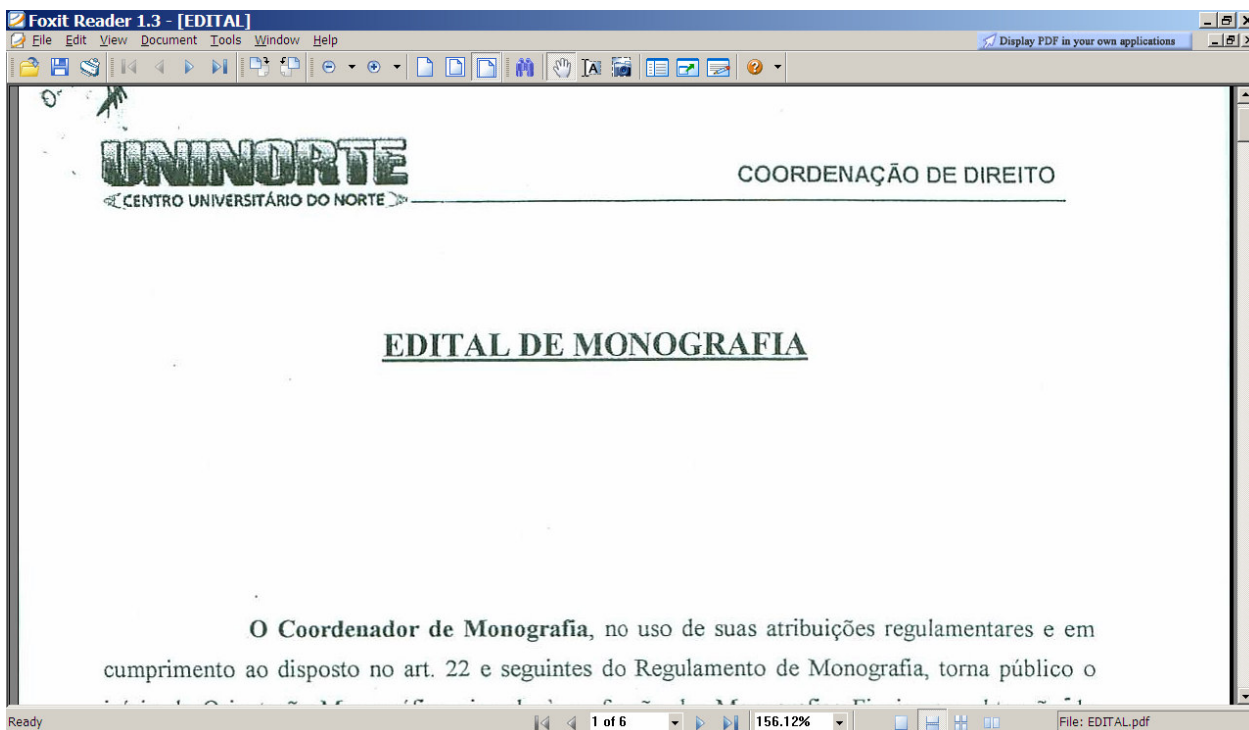 Foxit Reader 1.3 - [EDITAL]
File Edit View Document Tools Window Help
Display PDF in your own applications
UNINORTE
CENTRO UNIVERSITÁRIO DO NORTE
COORDENAÇÃO DE DIREITO
EDITAL DE MONOGRAFIA
O Coordenador de Monografia, no uso de suas atribuições regulamentares e em
cumprimento ao disposto no art. 22 e seguintes do Regulamento de Monografia, torna público o
Ready
1 of 6
156.12%
File: EDITAL.pdf